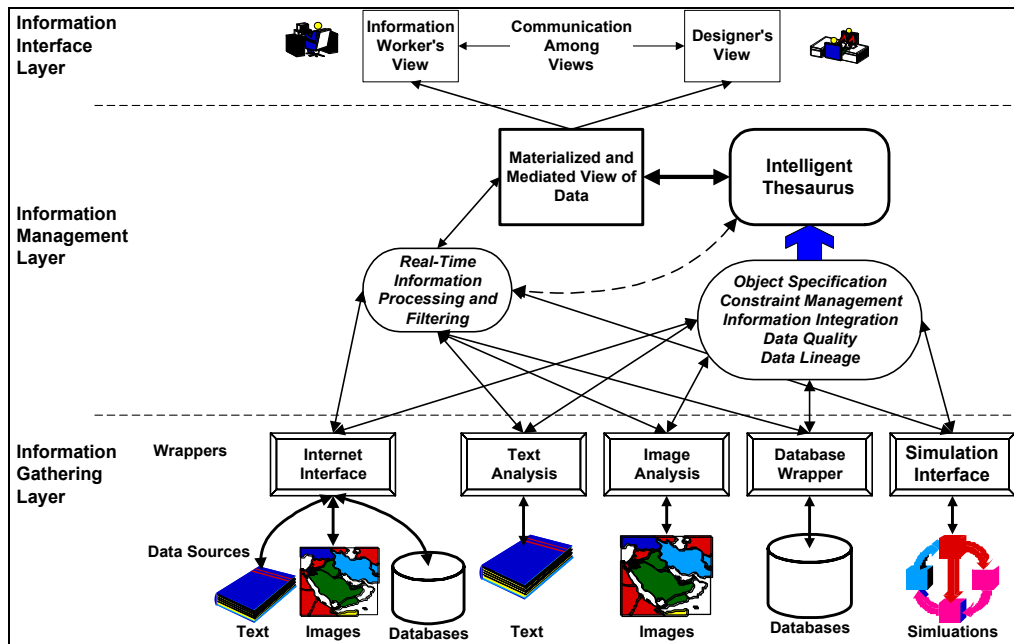 Information
Interface
Layer
Information
Worker's
View
Communication
Among
Views
Designer's
View
Information
Management
Layer
Materialized and
Mediated View of
Data
Intelligent
Thesaurus
Real-Time
Information
Processing and
Filtering
Object Specification
Constraint Management
Information Integration
Data Quality
Data Lineage
Information
Gathering
Layer
Wrappers
Internet
Interface
Text
Analysis
Image
Analysis
Database
Wrapper
Simulation
Interface
Data Sources
Text
Images
Databases
Text
Images
Databases
Simluations